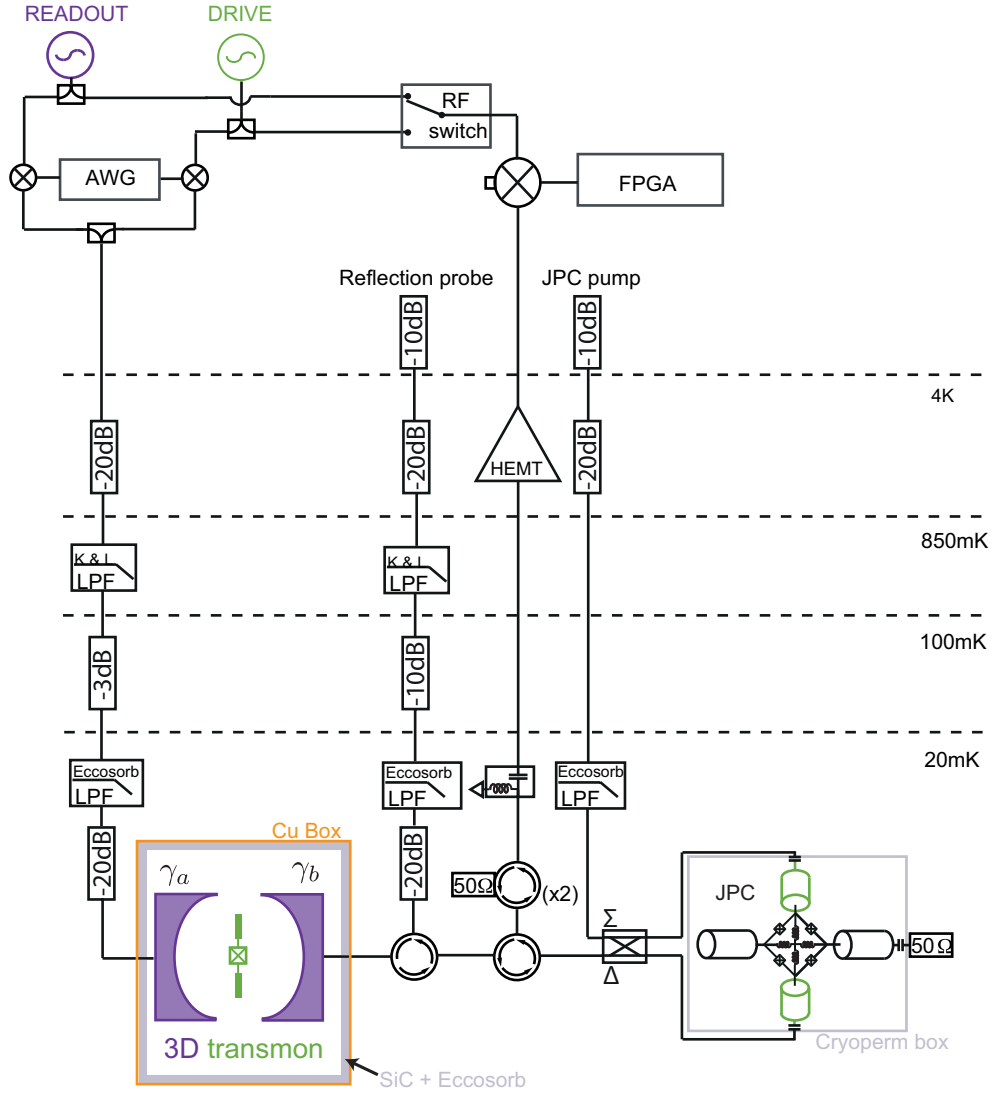 READOUT
DRIVE
RF
switch
AWG
FPGA
Reflection probe
JPC pump
-10dB
-10dB
4K
-20dB
-20dB
HEMT
-20dB
850mK
K & L
LPF
K & L
LPF
100mK
-3dB
-10dB
20mK
Eccosorb
LPF
Eccosorb
LPF
Eccosorb
LPF
Cu Box
-20dB
-20dB
γa
γb
50Ω
(x2)
Σ
Δ
JPC
50Ω
3D transmon
Cryoperm box
SiC + Eccosorb